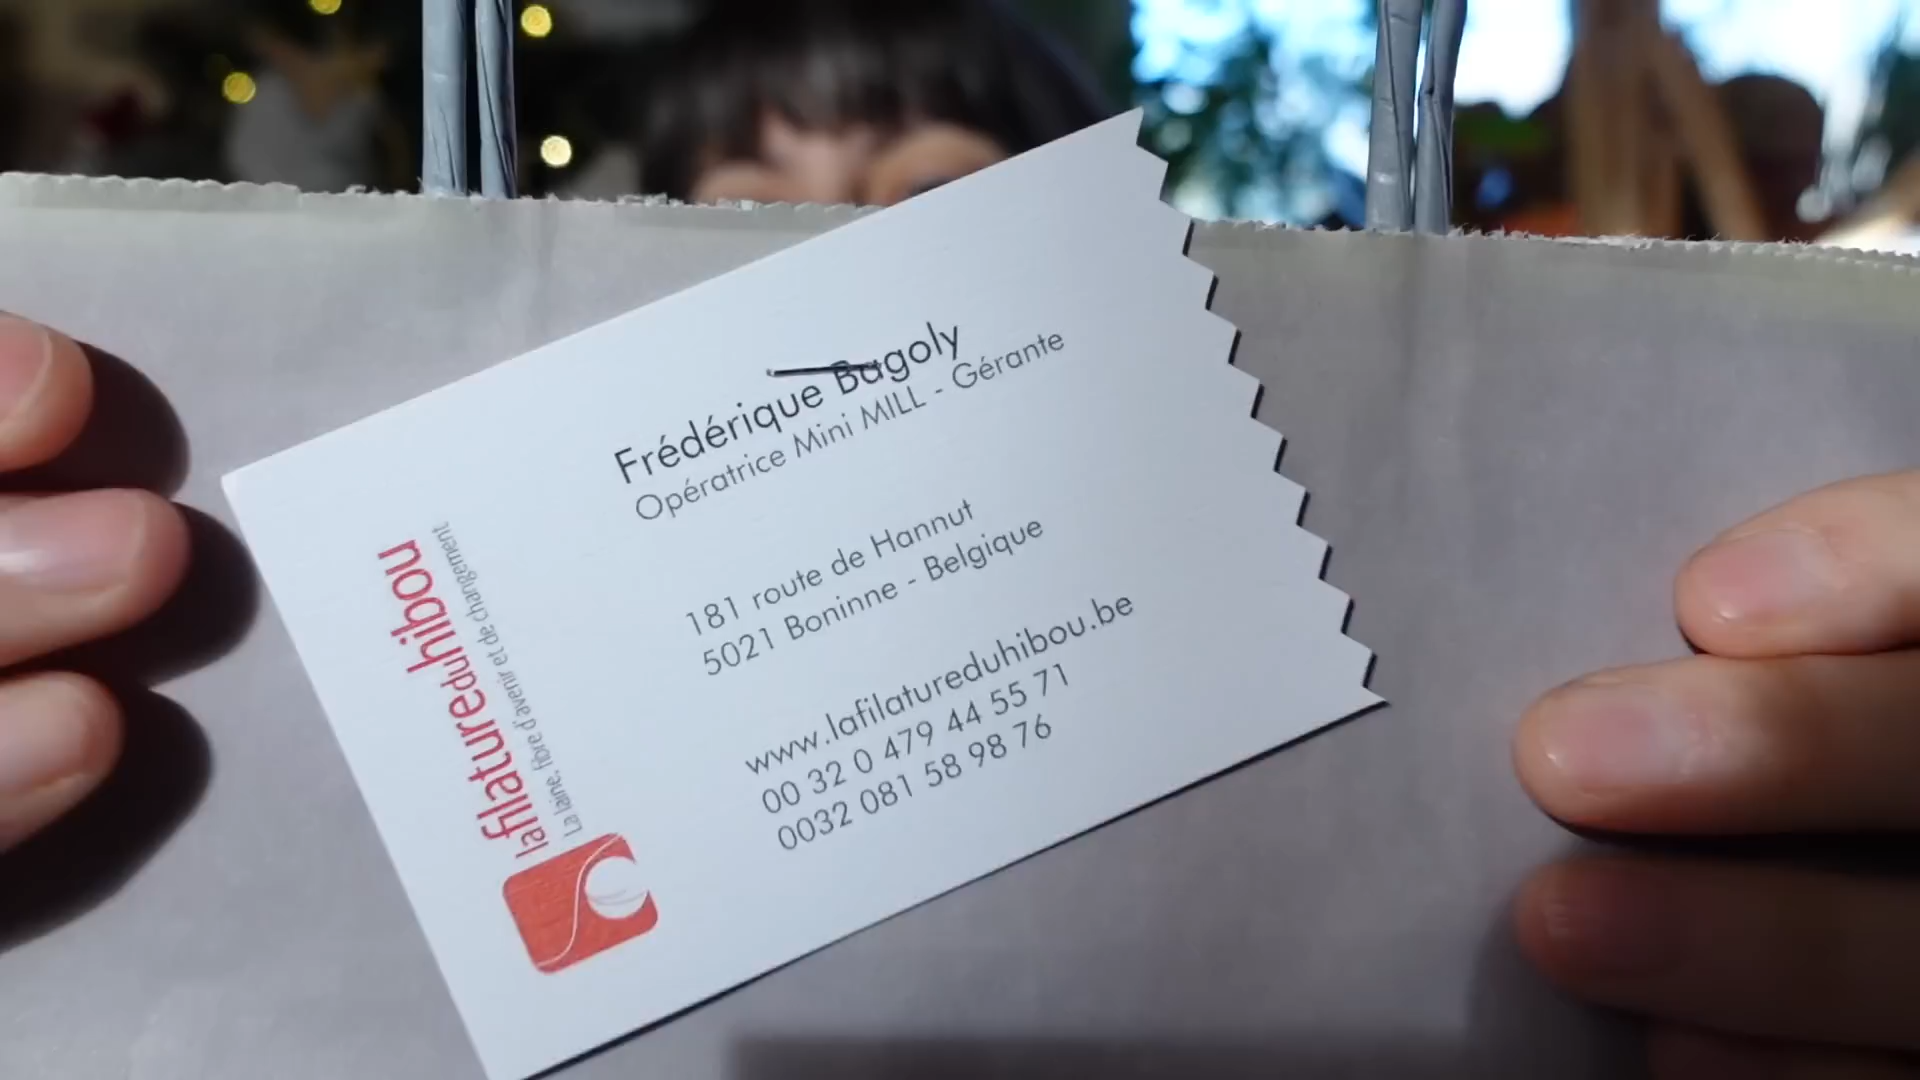 Frédérique Bagoly
Opératrice Mini MILL - Gérante
181 route de Hannut
5021 Boninne - Belgique
www.lafilatureduhibou.be
00 32 0 479 44 55 71
0032 081 58 98 76
lafilatureduhibou
La laine, fibre d'avenir et de changement